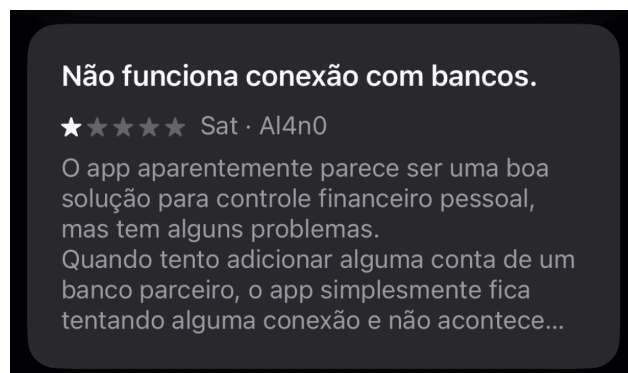 Não funciona conexão com bancos.
Sat · Al4n0
O app aparentemente parece ser uma boa
solução para controle financeiro pessoal,
mas tem alguns problemas.
Quando tento adicionar alguma conta de um
banco parceiro, o app simplesmente fica
tentando alguma conexão e não acontece...